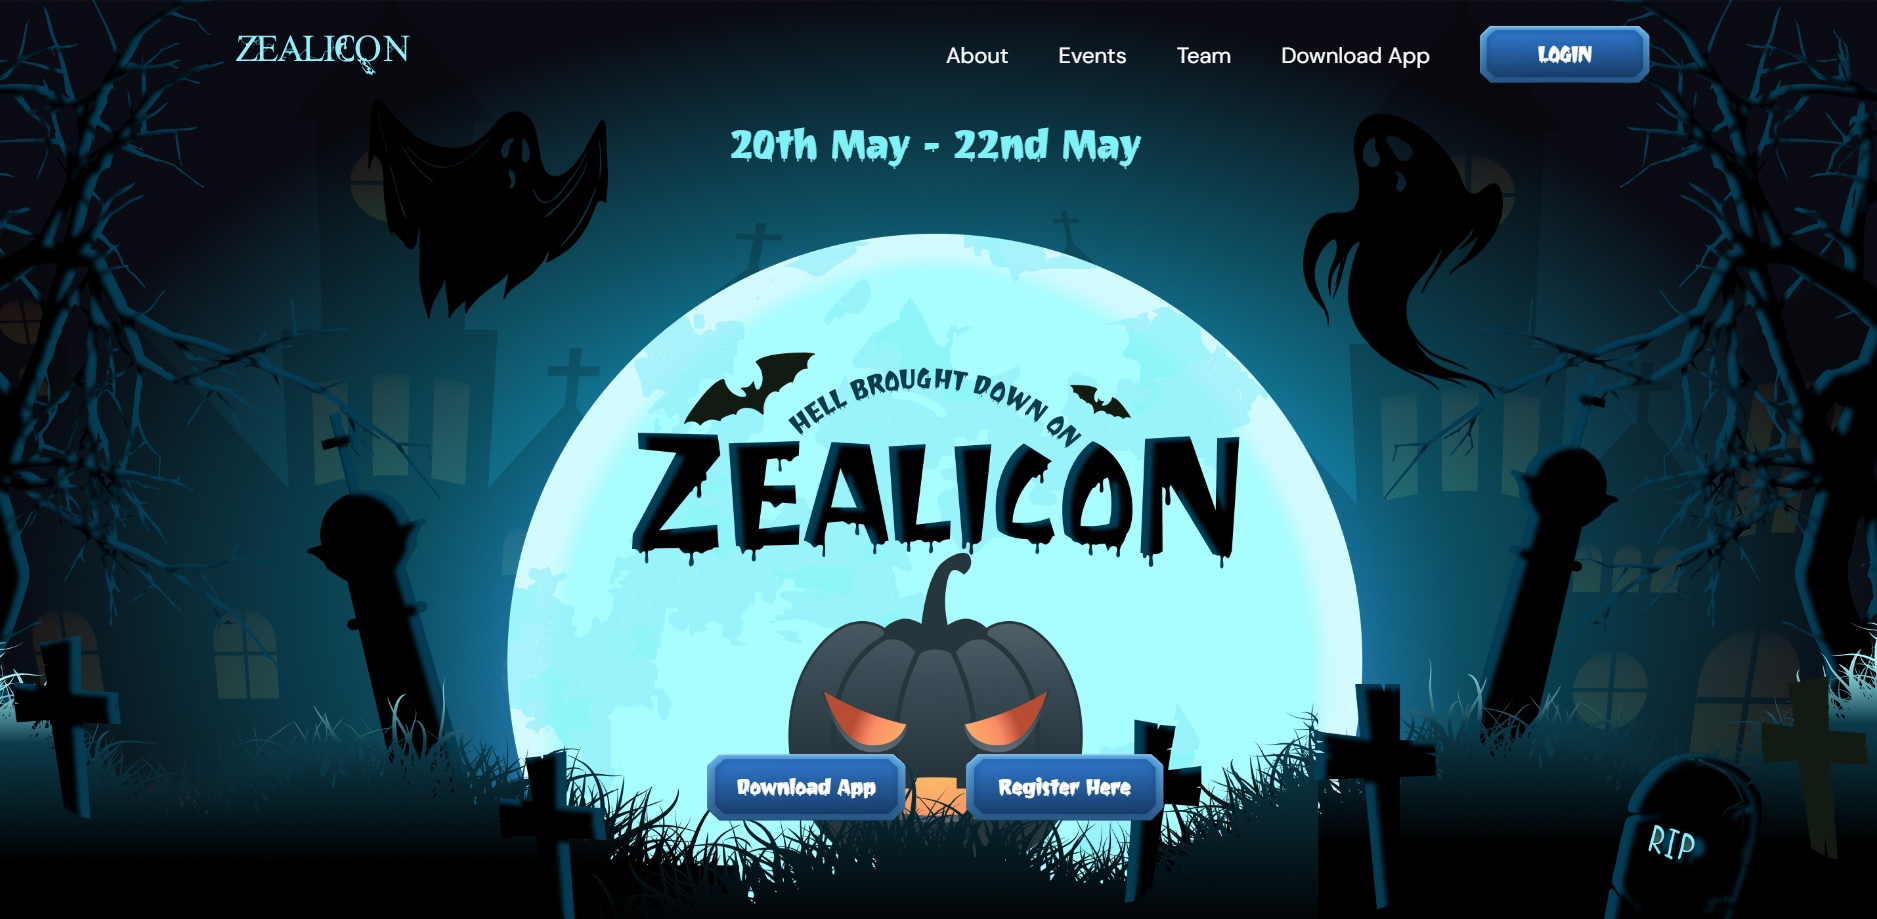 ZEALICON
About
Events
Team
Download App
LOGIN
20th May - 22nd May
HELL BROUGHT DOWN ON
ZEALICON
Download App
Register Here
RIP